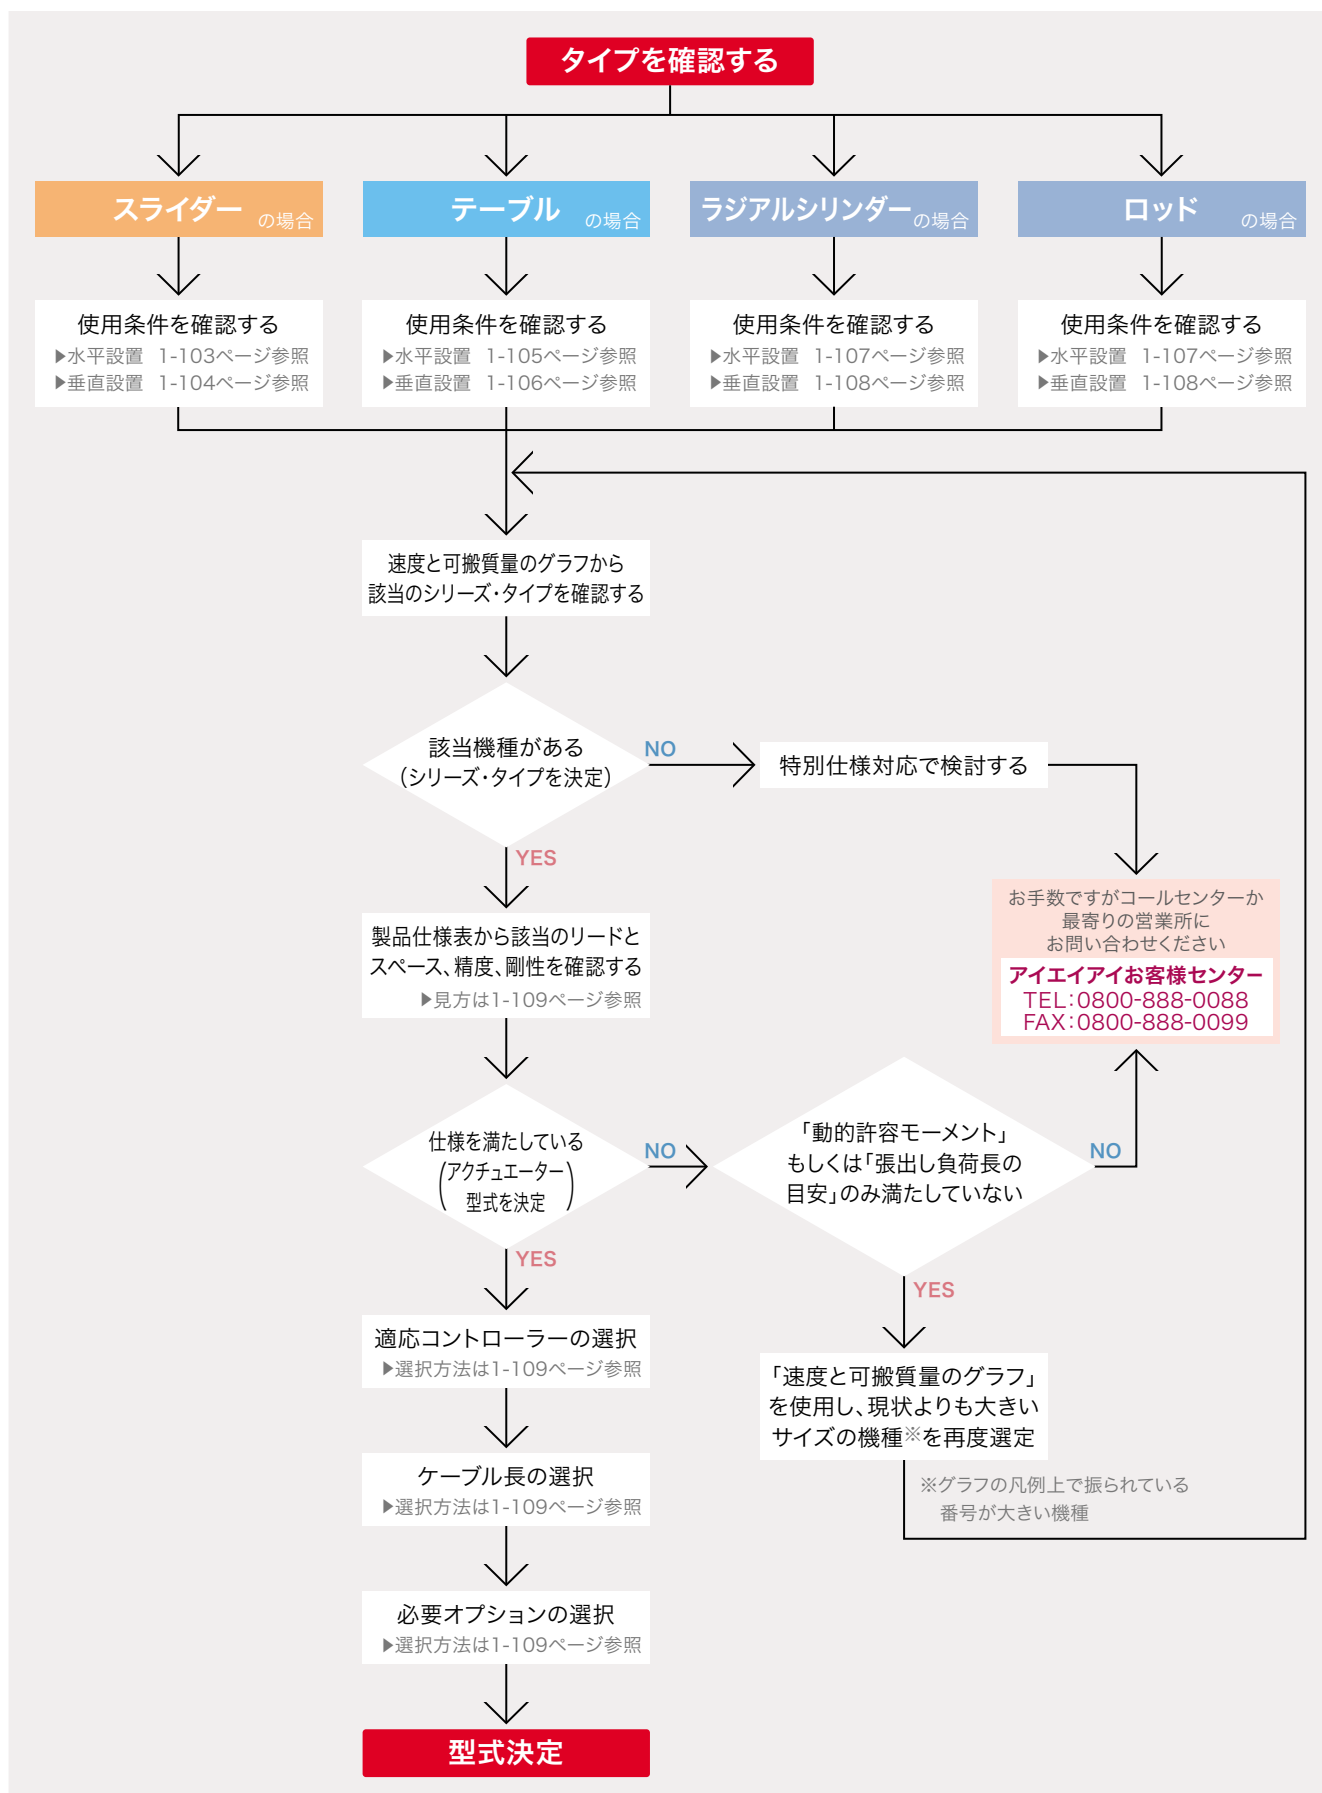 タイプを確認する
スライダー の場合
テーブル の場合
ラジアルシリンダー の場合
ロッド の場合
使用条件を確認する
▶水平設置 1-103ページ参照
▶垂直設置 1-104ページ参照
使用条件を確認する
▶水平設置 1-105ページ参照
▶垂直設置 1-106ページ参照
使用条件を確認する
▶水平設置 1-107ページ参照
▶垂直設置 1-108ページ参照
使用条件を確認する
▶水平設置 1-107ページ参照
▶垂直設置 1-108ページ参照
速度と可搬質量のグラフから
該当のシリーズ・タイプを確認する
該当機種がある
（シリーズ・タイプを決定）
NO
特別仕様対応で検討する
YES
お手数ですがコールセンターか
最寄りの営業所に
お問い合わせください
アイエイアイお客様センター
TEL：0800-888-0088
FAX：0800-888-0099
製品仕様表から該当のリードと
スペース、精度、剛性を確認する
▶見方は1-109ページ参照
仕様を満たしている
（アクチュエーター
型式を決定）
NO
「動的許容モーメント」
もしくは「張出し負荷長の
目安」のみ満たしていない
NO
YES
YES
適応コントローラーの選択
▶選択方法は1-109ページ参照
「速度と可搬質量のグラフ」
を使用し、現状よりも大きい
サイズの機種※を再度選定
※グラフの凡例上で振られている
番号が大きい機種
ケーブル長の選択
▶選択方法は1-109ページ参照
必要オプションの選択
▶選択方法は1-109ページ参照
型式決定